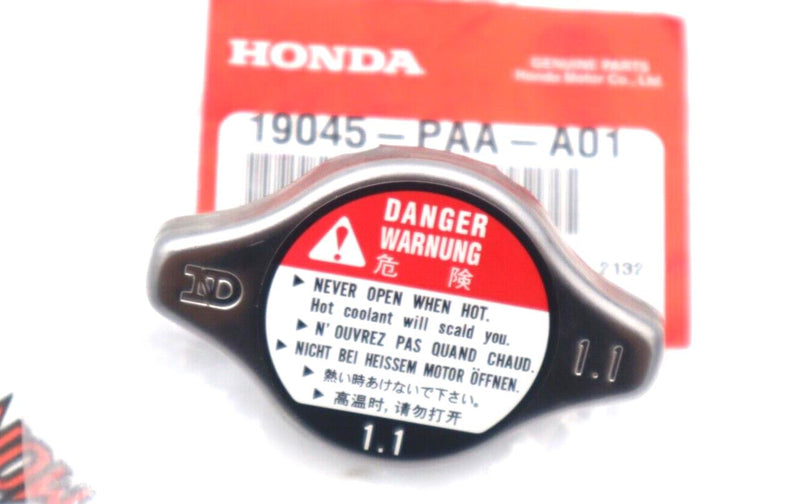 HONDA
GENUINE PARTS
Honda Motor Co., Ltd.
19045-PAA-A01
2132
DANGER
WARNUNG
危 険
▶ NEVER OPEN WHEN HOT.
Hot coolant will scald you.
▶ N'OUVREZ PAS QUAND CHAUD.
▶ NICHT BEI HEISSEM MOTOR ÖFFNEN.
▶ 熱い時あけないで下さい。
▶ 高温时,请勿打开
1.1
ND
1.1